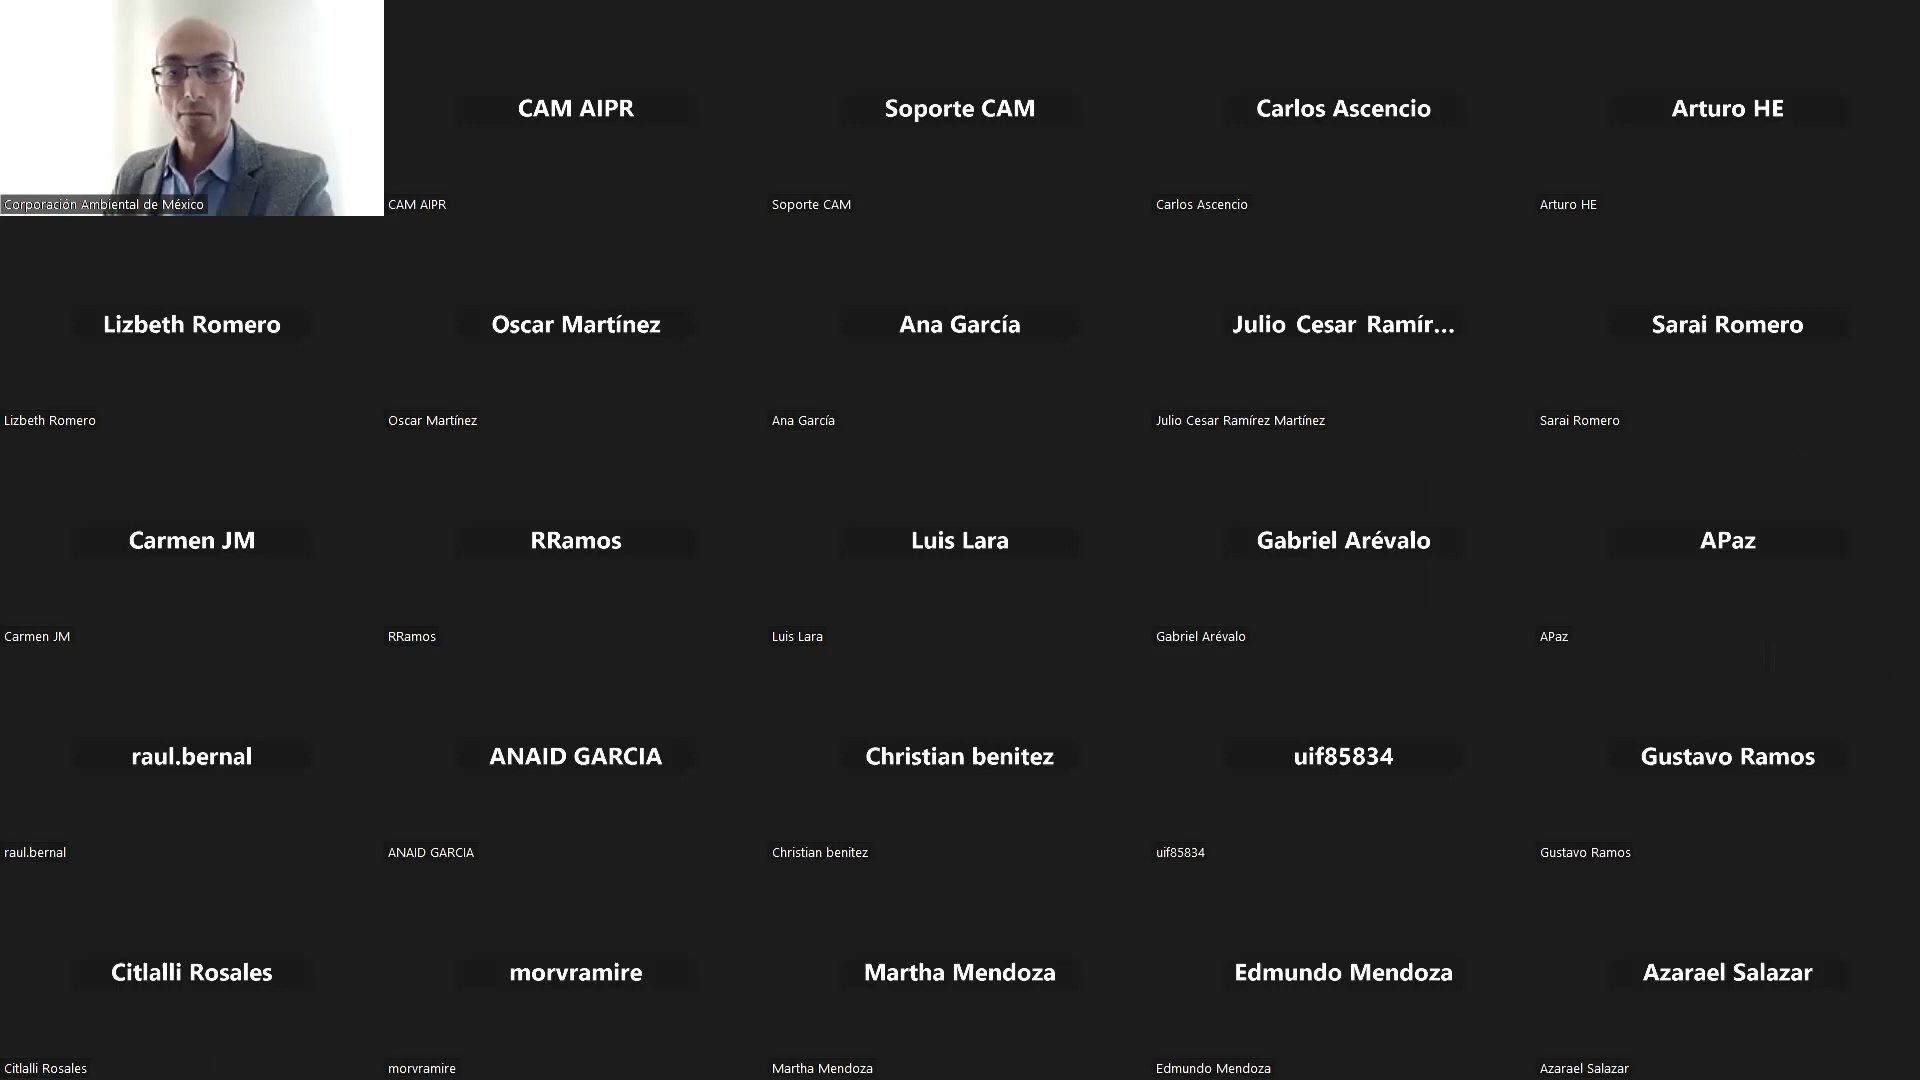 Corporación Ambiental de México
CAM AIPR
CAM AIPR
Soporte CAM
Soporte CAM
Carlos Ascencio
Carlos Ascencio
Arturo HE
Arturo HE
Lizbeth Romero
Lizbeth Romero
Oscar Martínez
Oscar Martínez
Ana García
Ana García
Julio Cesar Ramír...
Julio Cesar Ramírez Martínez
Sarai Romero
Sarai Romero
Carmen JM
Carmen JM
RRamos
RRamos
Luis Lara
Luis Lara
Gabriel Arévalo
Gabriel Arévalo
APaz
APaz
raul.bernal
raul.bernal
ANAID GARCIA
ANAID GARCIA
Christian benitez
Christian benitez
uif85834
uif85834
Gustavo Ramos
Gustavo Ramos
Citlalli Rosales
Citlalli Rosales
morvramire
morvramire
Martha Mendoza
Martha Mendoza
Edmundo Mendoza
Edmundo Mendoza
Azarael Salazar
Azarael Salazar